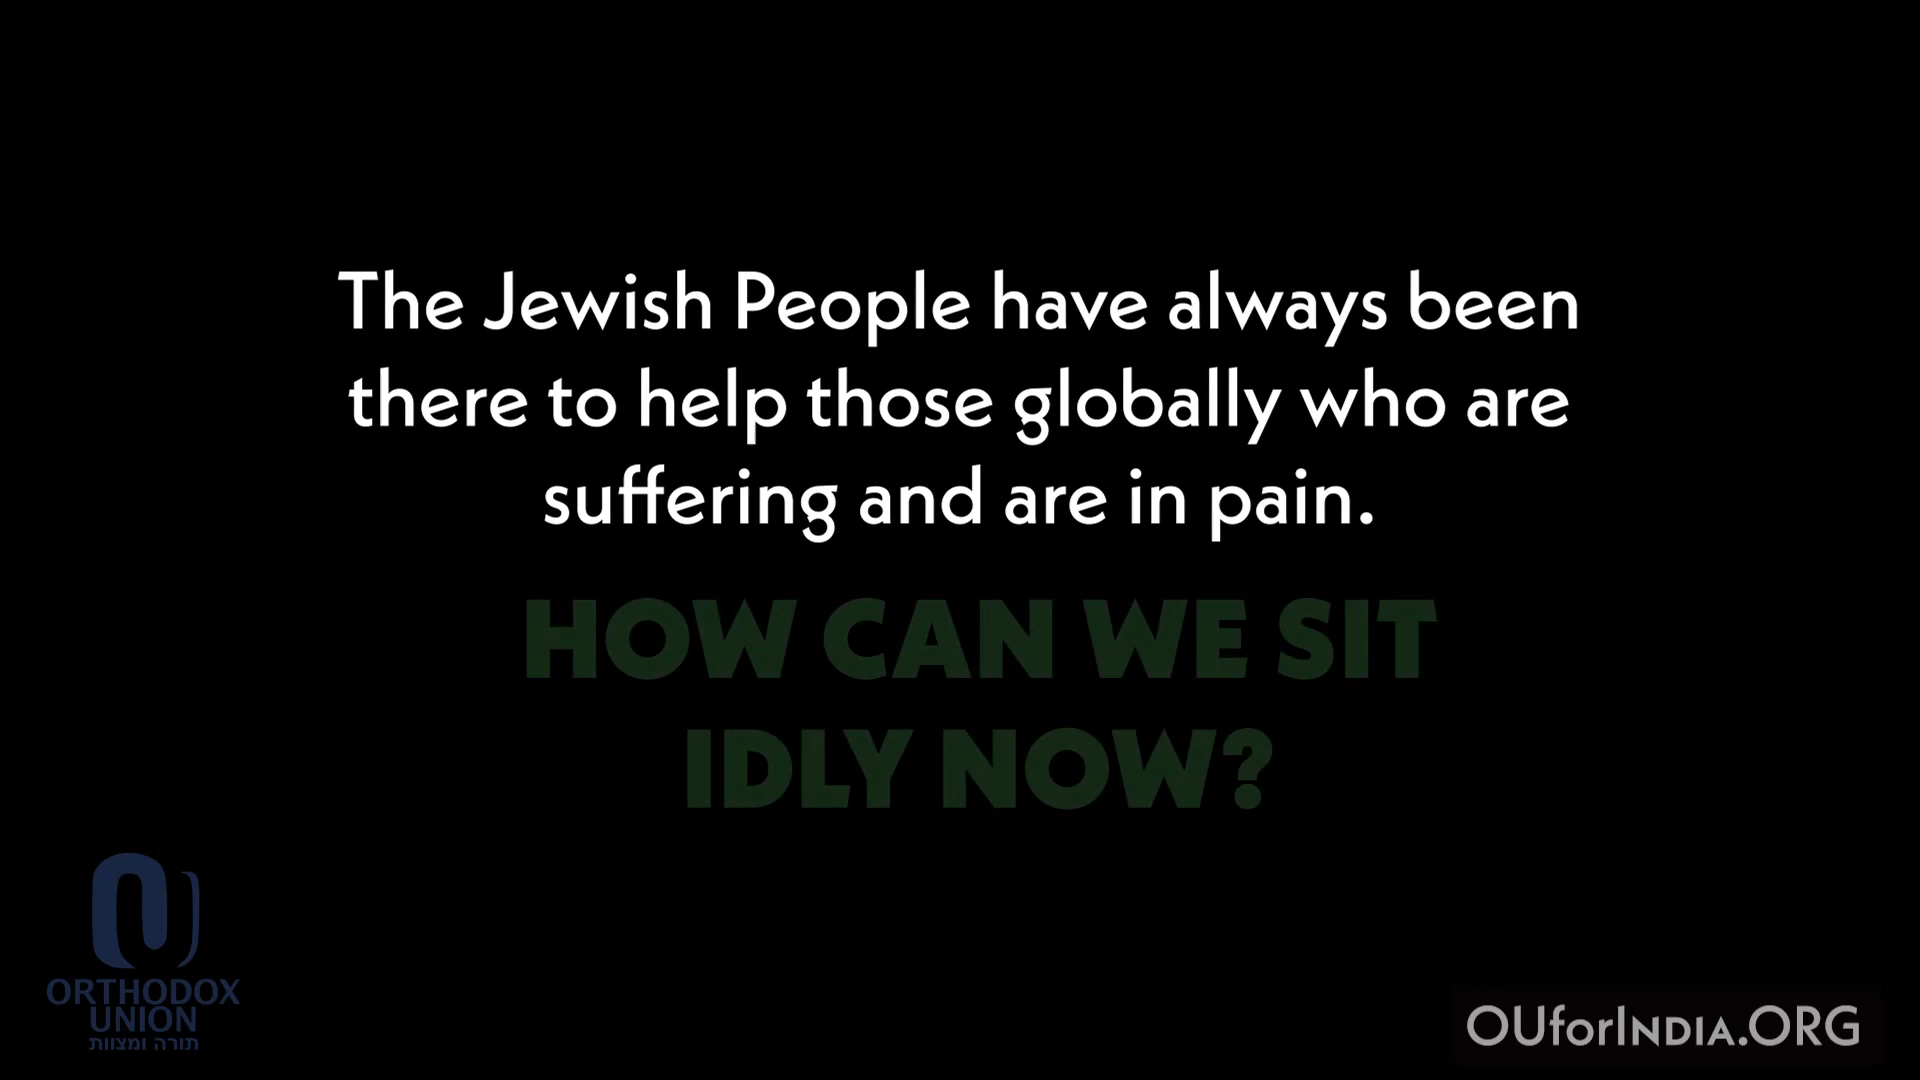 The Jewish People have always been
there to help those globally who are
suffering and are in pain.
HOW CAN WE SIT
IDLY NOW?
ORTHODOX
UNION
תורה ומצוות
OUforIndia.ORG